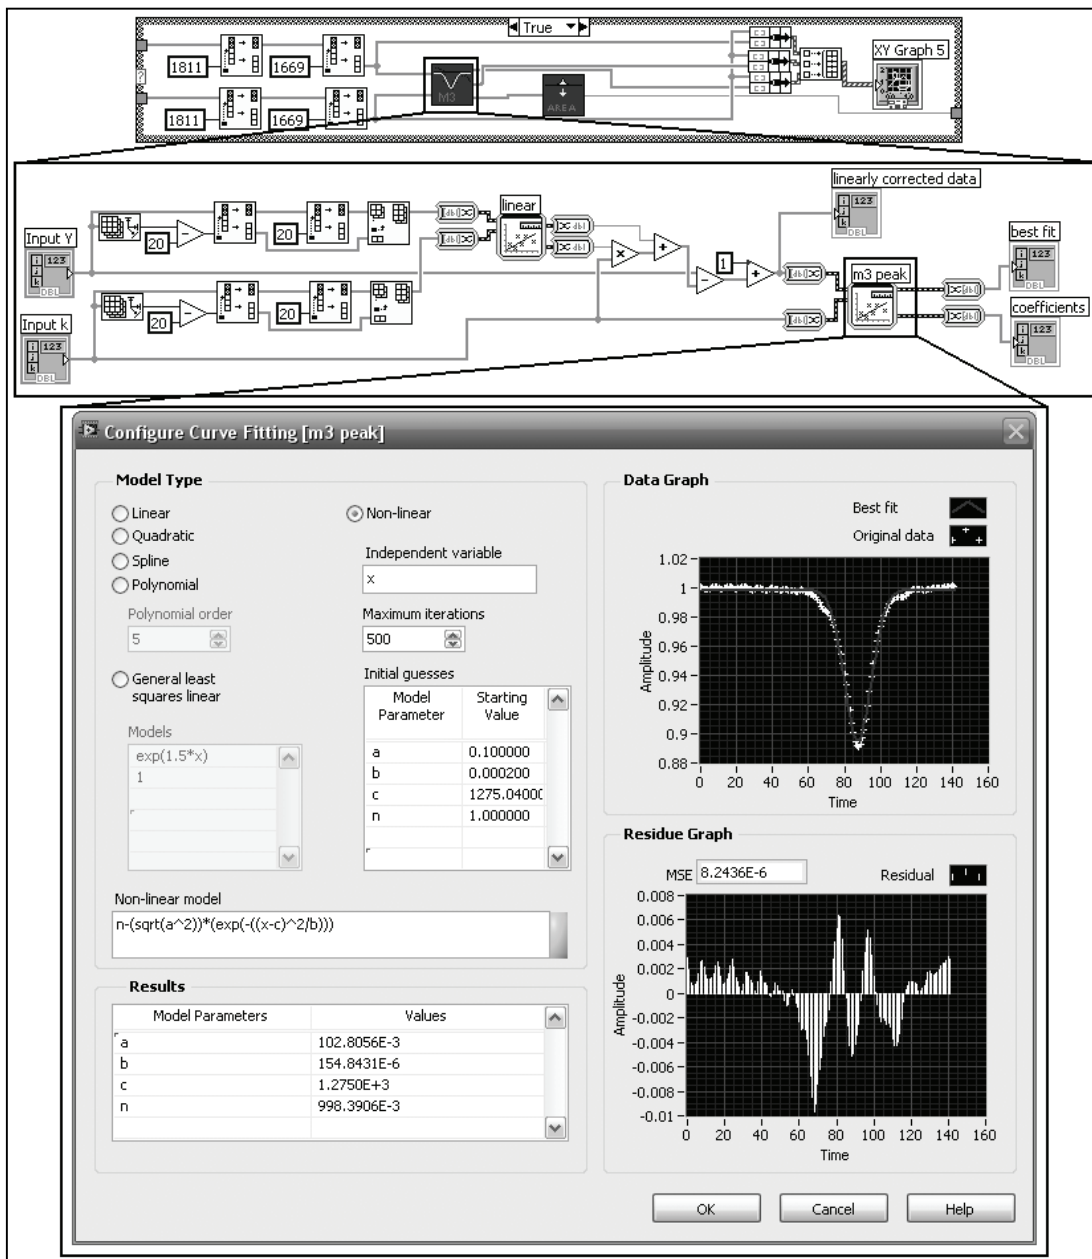 True
XY Graph 5
1811
1669
M3
AREA
1811
1669
linearly corrected data
linear
best fit
Input Y
20
20
1
m3 peak
DBL
coefficients
20
20
Input k
DBL
Configure Curve Fitting [m3 peak]
Model Type
Linear
Quadratic
Spline
Polynomial
Polynomial order
5
General least
squares linear
Models
exp(1.5*x)
1
Non-linear
Independent variable
x
Maximum iterations
500
Initial guesses
Model Parameter Starting Value
a 0.100000
b 0.000200
c 1275.0400
n 1.000000
Non-linear model
n-(sqrt(a^2))*(exp(-((x-c)^2/b)))
Results
Model Parameters Values
a 102.8056E-3
b 154.8431E-6
c 1.2750E+3
n 998.3906E-3
Data Graph
Best fit
Original data
1.02
1
0.98
0.96
0.94
0.92
0.9
0.88
Amplitude
0 20 40 60 80 100 120 140 160
Time
Residue Graph
MSE 8.2436E-6
Residual
0.008
0.006
0.004
0.002
0
-0.002
-0.004
-0.006
-0.008
-0.01
Amplitude
0 20 40 60 80 100 120 140 160
Time
OK Cancel Help